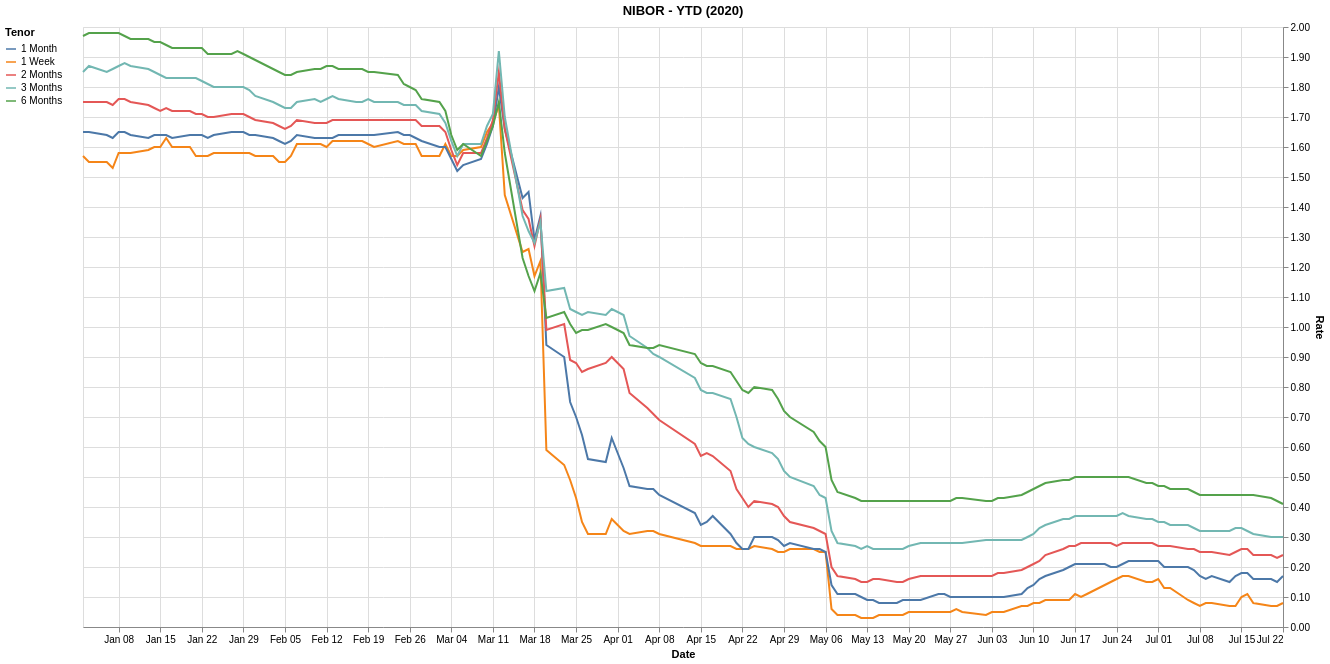 NIBOR - YTD (2020)
Tenor
1 Month
1 Week
2 Months
3 Months
6 Months
2.00
1.90
1.80
1.70
1.60
1.50
1.40
1.30
1.20
1.10
1.00
0.90
0.80
0.70
0.60
0.50
0.40
0.30
0.20
0.10
0.00
Rate
Jan 08 Jan 15 Jan 22 Jan 29 Feb 05 Feb 12 Feb 19 Feb 26 Mar 04 Mar 11 Mar 18 Mar 25 Apr 01 Apr 08 Apr 15 Apr 22 Apr 29 May 06 May 13 May 20 May 27 Jun 03 Jun 10 Jun 17 Jun 24 Jul 01 Jul 08 Jul 15 Jul 22
Date